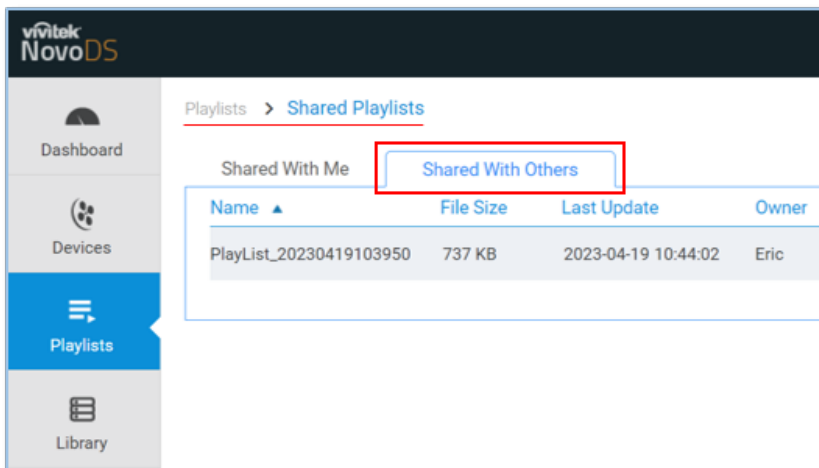 vivitek
NovoDS
Dashboard
Devices
Playlists
Library
Playlists > Shared Playlists
Shared With Me Shared With Others
Name ▲ File Size Last Update Owner
PlayList_20230419103950 737 KB 2023-04-19 10:44:02 Eric